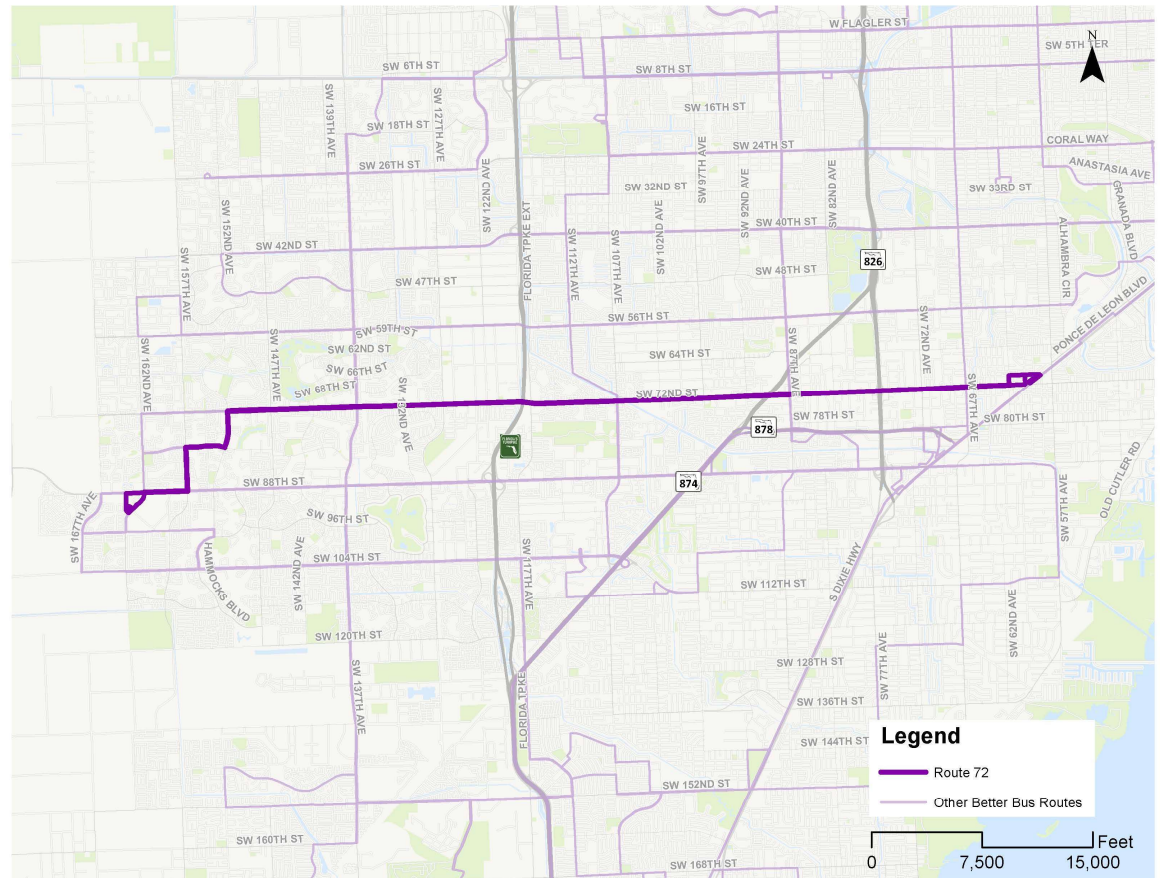 W FLAGLER ST
N
SW 5TH TER
SW 6TH ST
SW 8TH ST
SW 139TH AVE
SW 127TH AVE
SW 16TH ST
SW 18TH ST
CORAL WAY
SW 24TH ST
SW 26TH ST
SW 97TH AVE
ANASTASIA AVE
SW 122ND AVE
SW 32ND ST
SW 33RD ST
SW 92ND AVE
SW 82ND AVE
GRANADA BLVD
SW 152ND AVE
FLORIDA TPKE EXT
SW 112TH AVE
SW 107TH AVE
SW 102ND AVE
SW 40TH ST
ALHAMBRA CIR
SW 42ND ST
SW 157TH AVE
826
SW 48TH ST
SW 47TH ST
PONCE DE LEON BLVD
SW 56TH ST
SW 59TH ST
SW 72ND AVE
SW 87TH AVE
SW 162ND AVE
SW 147TH AVE
SW 62ND ST
SW 64TH ST
SW 66TH ST
SW 68TH ST
SW 132ND AVE
SW 72ND ST
SW 67TH AVE
SW 78TH ST
SW 80TH ST
878
874
SW 88TH ST
SW 167TH AVE
SW 96TH ST
SW 57TH AVE
OLD CUTLER RD
HAMMOCKS BLVD
SW 142ND AVE
SW 104TH ST
SW 117TH AVE
S DIXIE HWY
SW 112TH ST
SW 62ND AVE
SW 120TH ST
SW 77TH AVE
SW 128TH ST
SW 137TH AVE
FLORIDA TPKE
SW 136TH ST
SW 144TH ST
Legend
Route 72
Other Better Bus Routes
SW 152ND ST
SW 160TH ST
SW 168TH ST
Feet
0 7,500 15,000